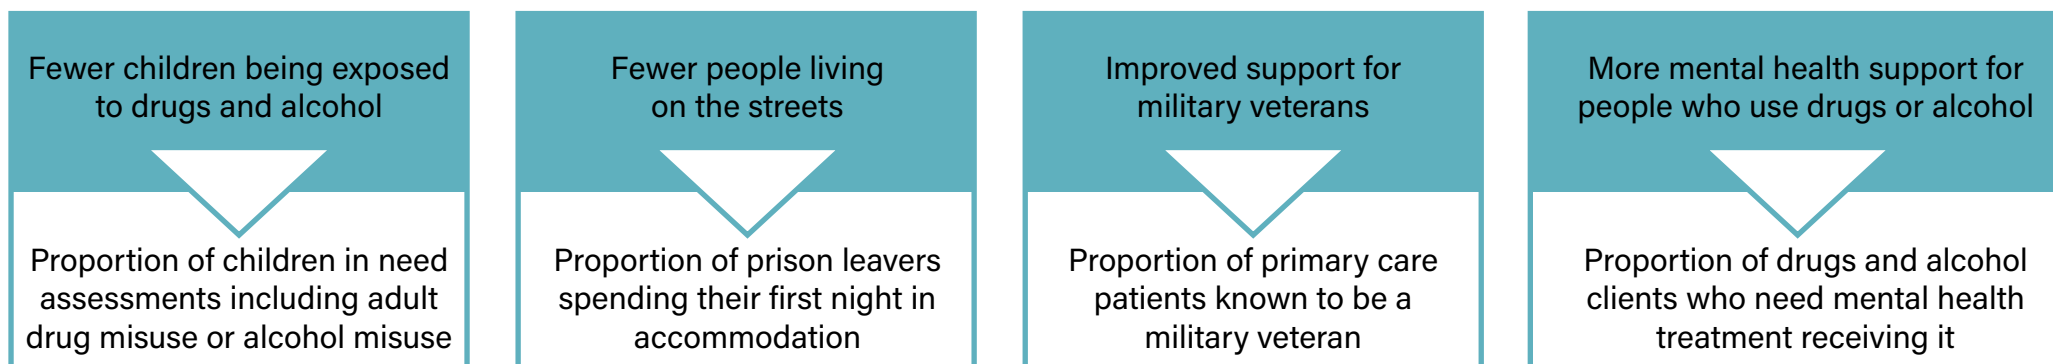 Fewer children being exposed
to drugs and alcohol
Proportion of children in need
assessments including adult
drug misuse or alcohol misuse
Fewer people living
on the streets
Proportion of prison leavers
spending their first night in
accommodation
Improved support for
military veterans
Proportion of primary care
patients known to be a
military veteran
More mental health support for
people who use drugs or alcohol
Proportion of drugs and alcohol
clients who need mental health
treatment receiving it